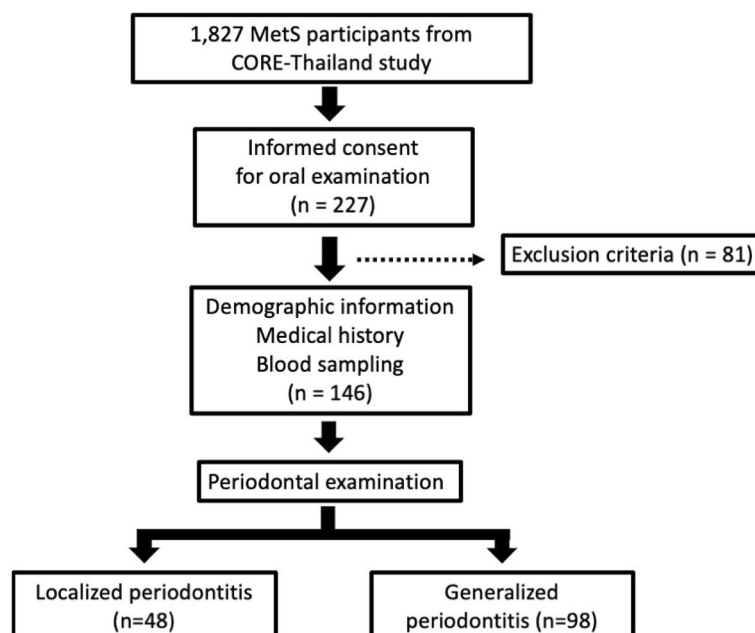 1,827 MetS participants from
CORE-Thailand study
Informed consent
for oral examination
(n = 227)
Exclusion criteria (n = 81)
Demographic information
Medical history
Blood sampling
(n = 146)
Periodontal examination
Localized periodontitis
(n=48)
Generalized
periodontitis (n=98)